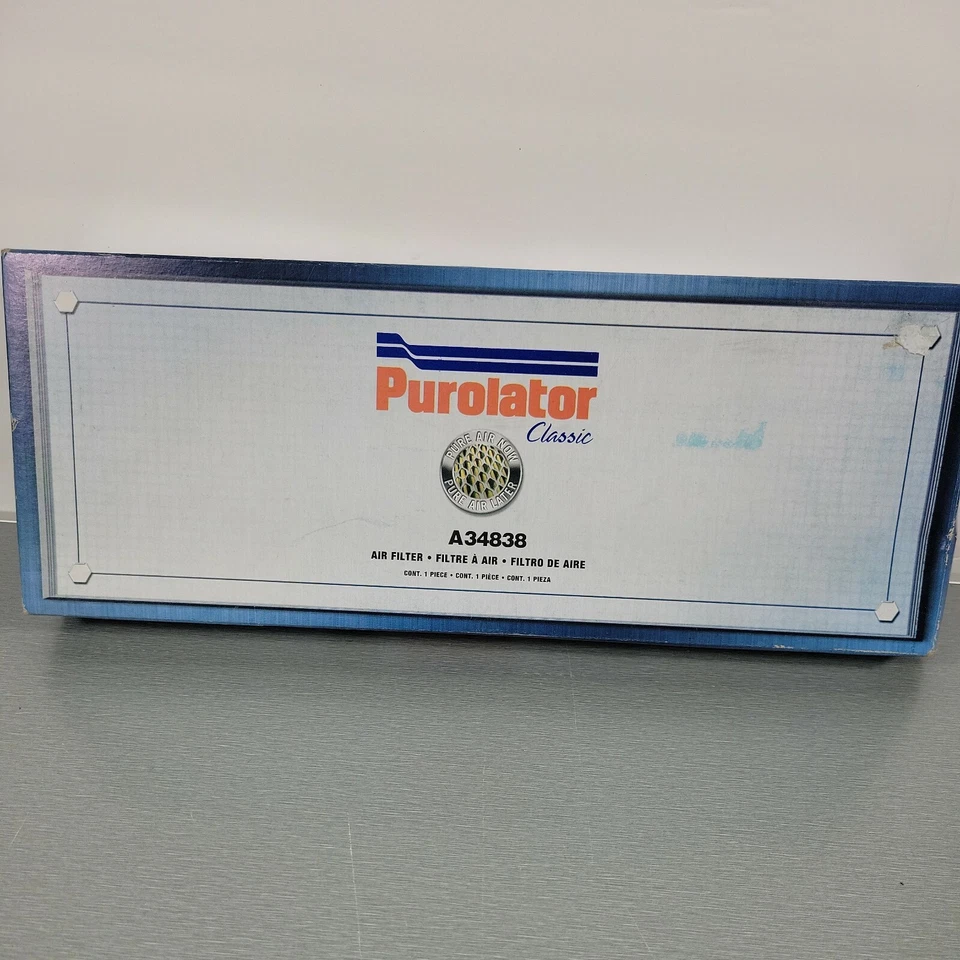 Purolator
Classic
PURE AIR NOW
PURE AIR LATER
A34838
AIR FILTER • FILTRE À AIR • FILTRO DE AIRE
CONT. 1 PIECE • CONT. 1 PIÈCE • CONT. 1 PIEZA